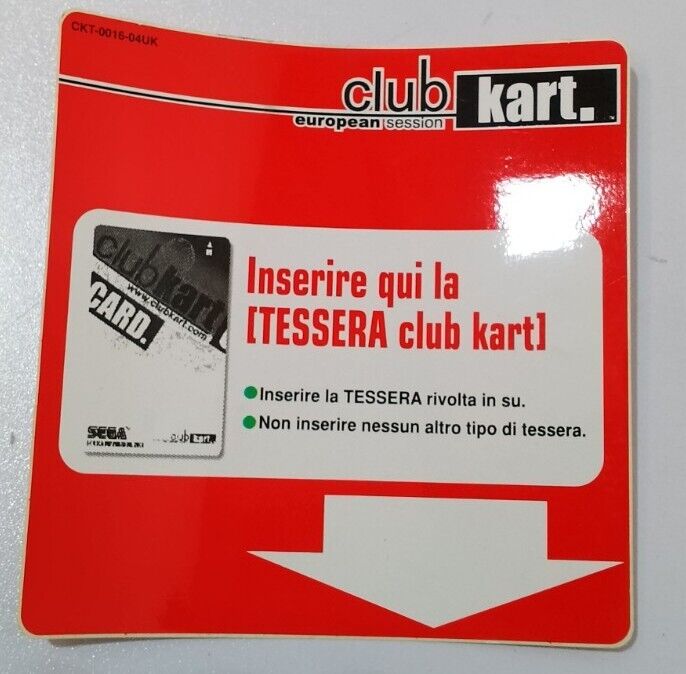 CKT-0016-04UK
club kart.
european session
™
Inserire qui la
[TESSERA club kart]
club kart
CARD.
www.clubkart.com
Inserire la TESSERA rivolta in su.
Non inserire nessun altro tipo di tessera.
SEGA
club kart.